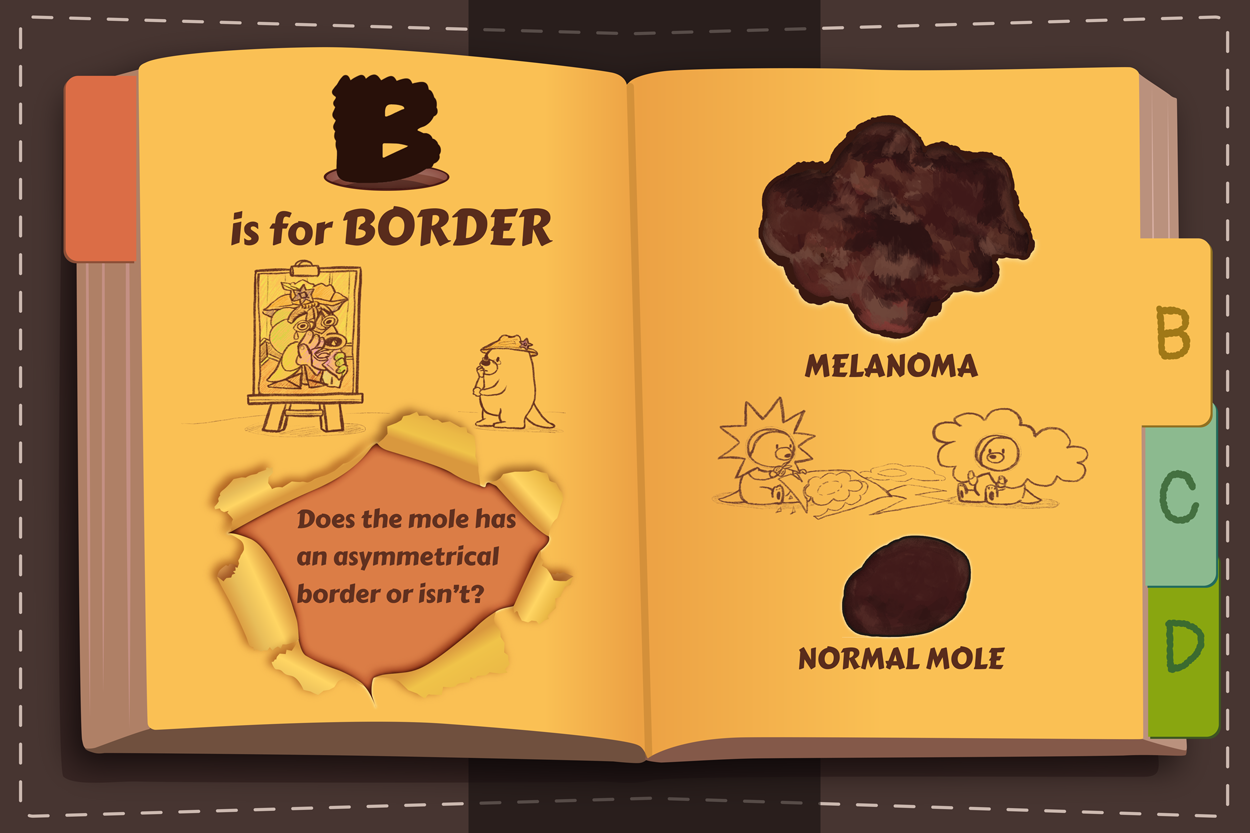 B
is for BORDER
Does the mole has
an asymmetrical
border or isn't?
MELANOMA
NORMAL MOLE
B
C
D